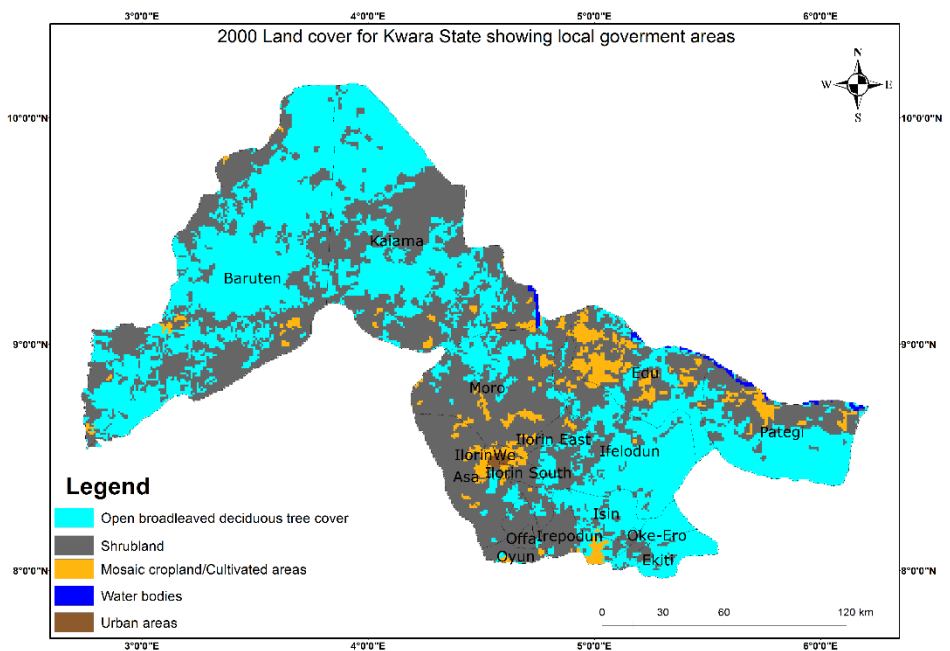 2000 Land cover for Kwara State showing local goverment areas
3°0'0"E 4°0'0"E 5°0'0"E 6°0'0"E
N
W E
S
10°0'0"N 10°0'0"N
Kaiama
Baruten
9°0'0"N 9°0'0"N
Edu
Moro
Pategi
Ilorin East
Ifelodun
IlorinWe
Ilorin South
Asa
Isin
Offa Irepodun Oke-Ero
Oyun Ekiti
8°0'0"N 8°0'0"N
Legend
Open broadleaved deciduous tree cover
Shrubland
Mosaic cropland/Cultivated areas
Water bodies
Urban areas
0 30 60 120 km
3°0'0"E 4°0'0"E 5°0'0"E 6°0'0"E